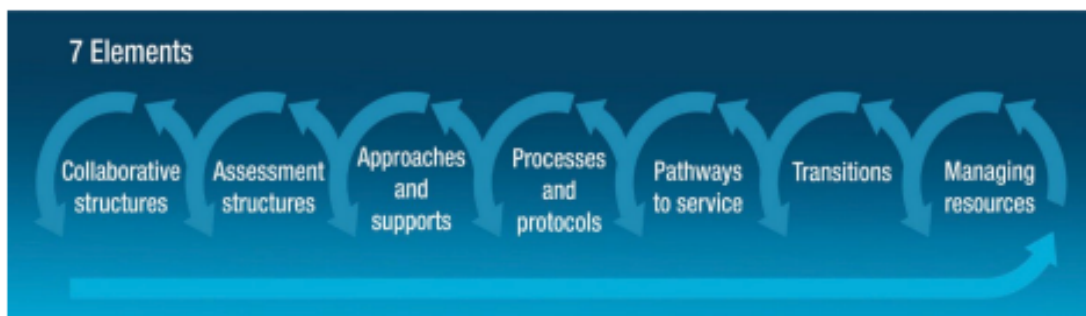 7 Elements
Collaborative
structures
Assessment
structures
Approaches
and
supports
Processes
and
protocols
Pathways
to service
Transitions
Managing
resources